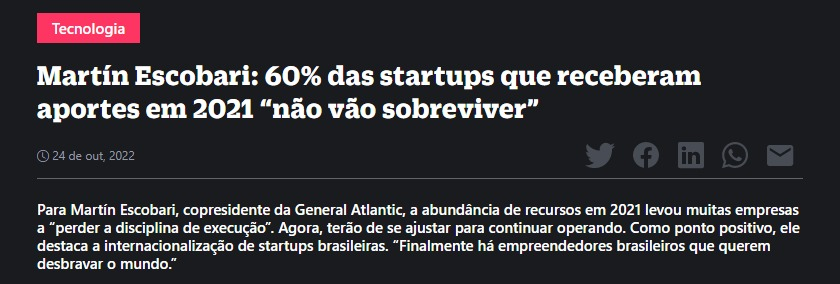 Tecnologia
Martín Escobari: 60% das startups que receberam
aportes em 2021 “não vão sobreviver”
24 de out, 2022
Para Martín Escobari, copresidente da General Atlantic, a abundância de recursos em 2021 levou muitas empresas
a “perder a disciplina de execução”. Agora, terão de se ajustar para continuar operando. Como ponto positivo, ele
destaca a internacionalização de startups brasileiras. “Finalmente há empreendedores brasileiros que querem
desbravar o mundo.”